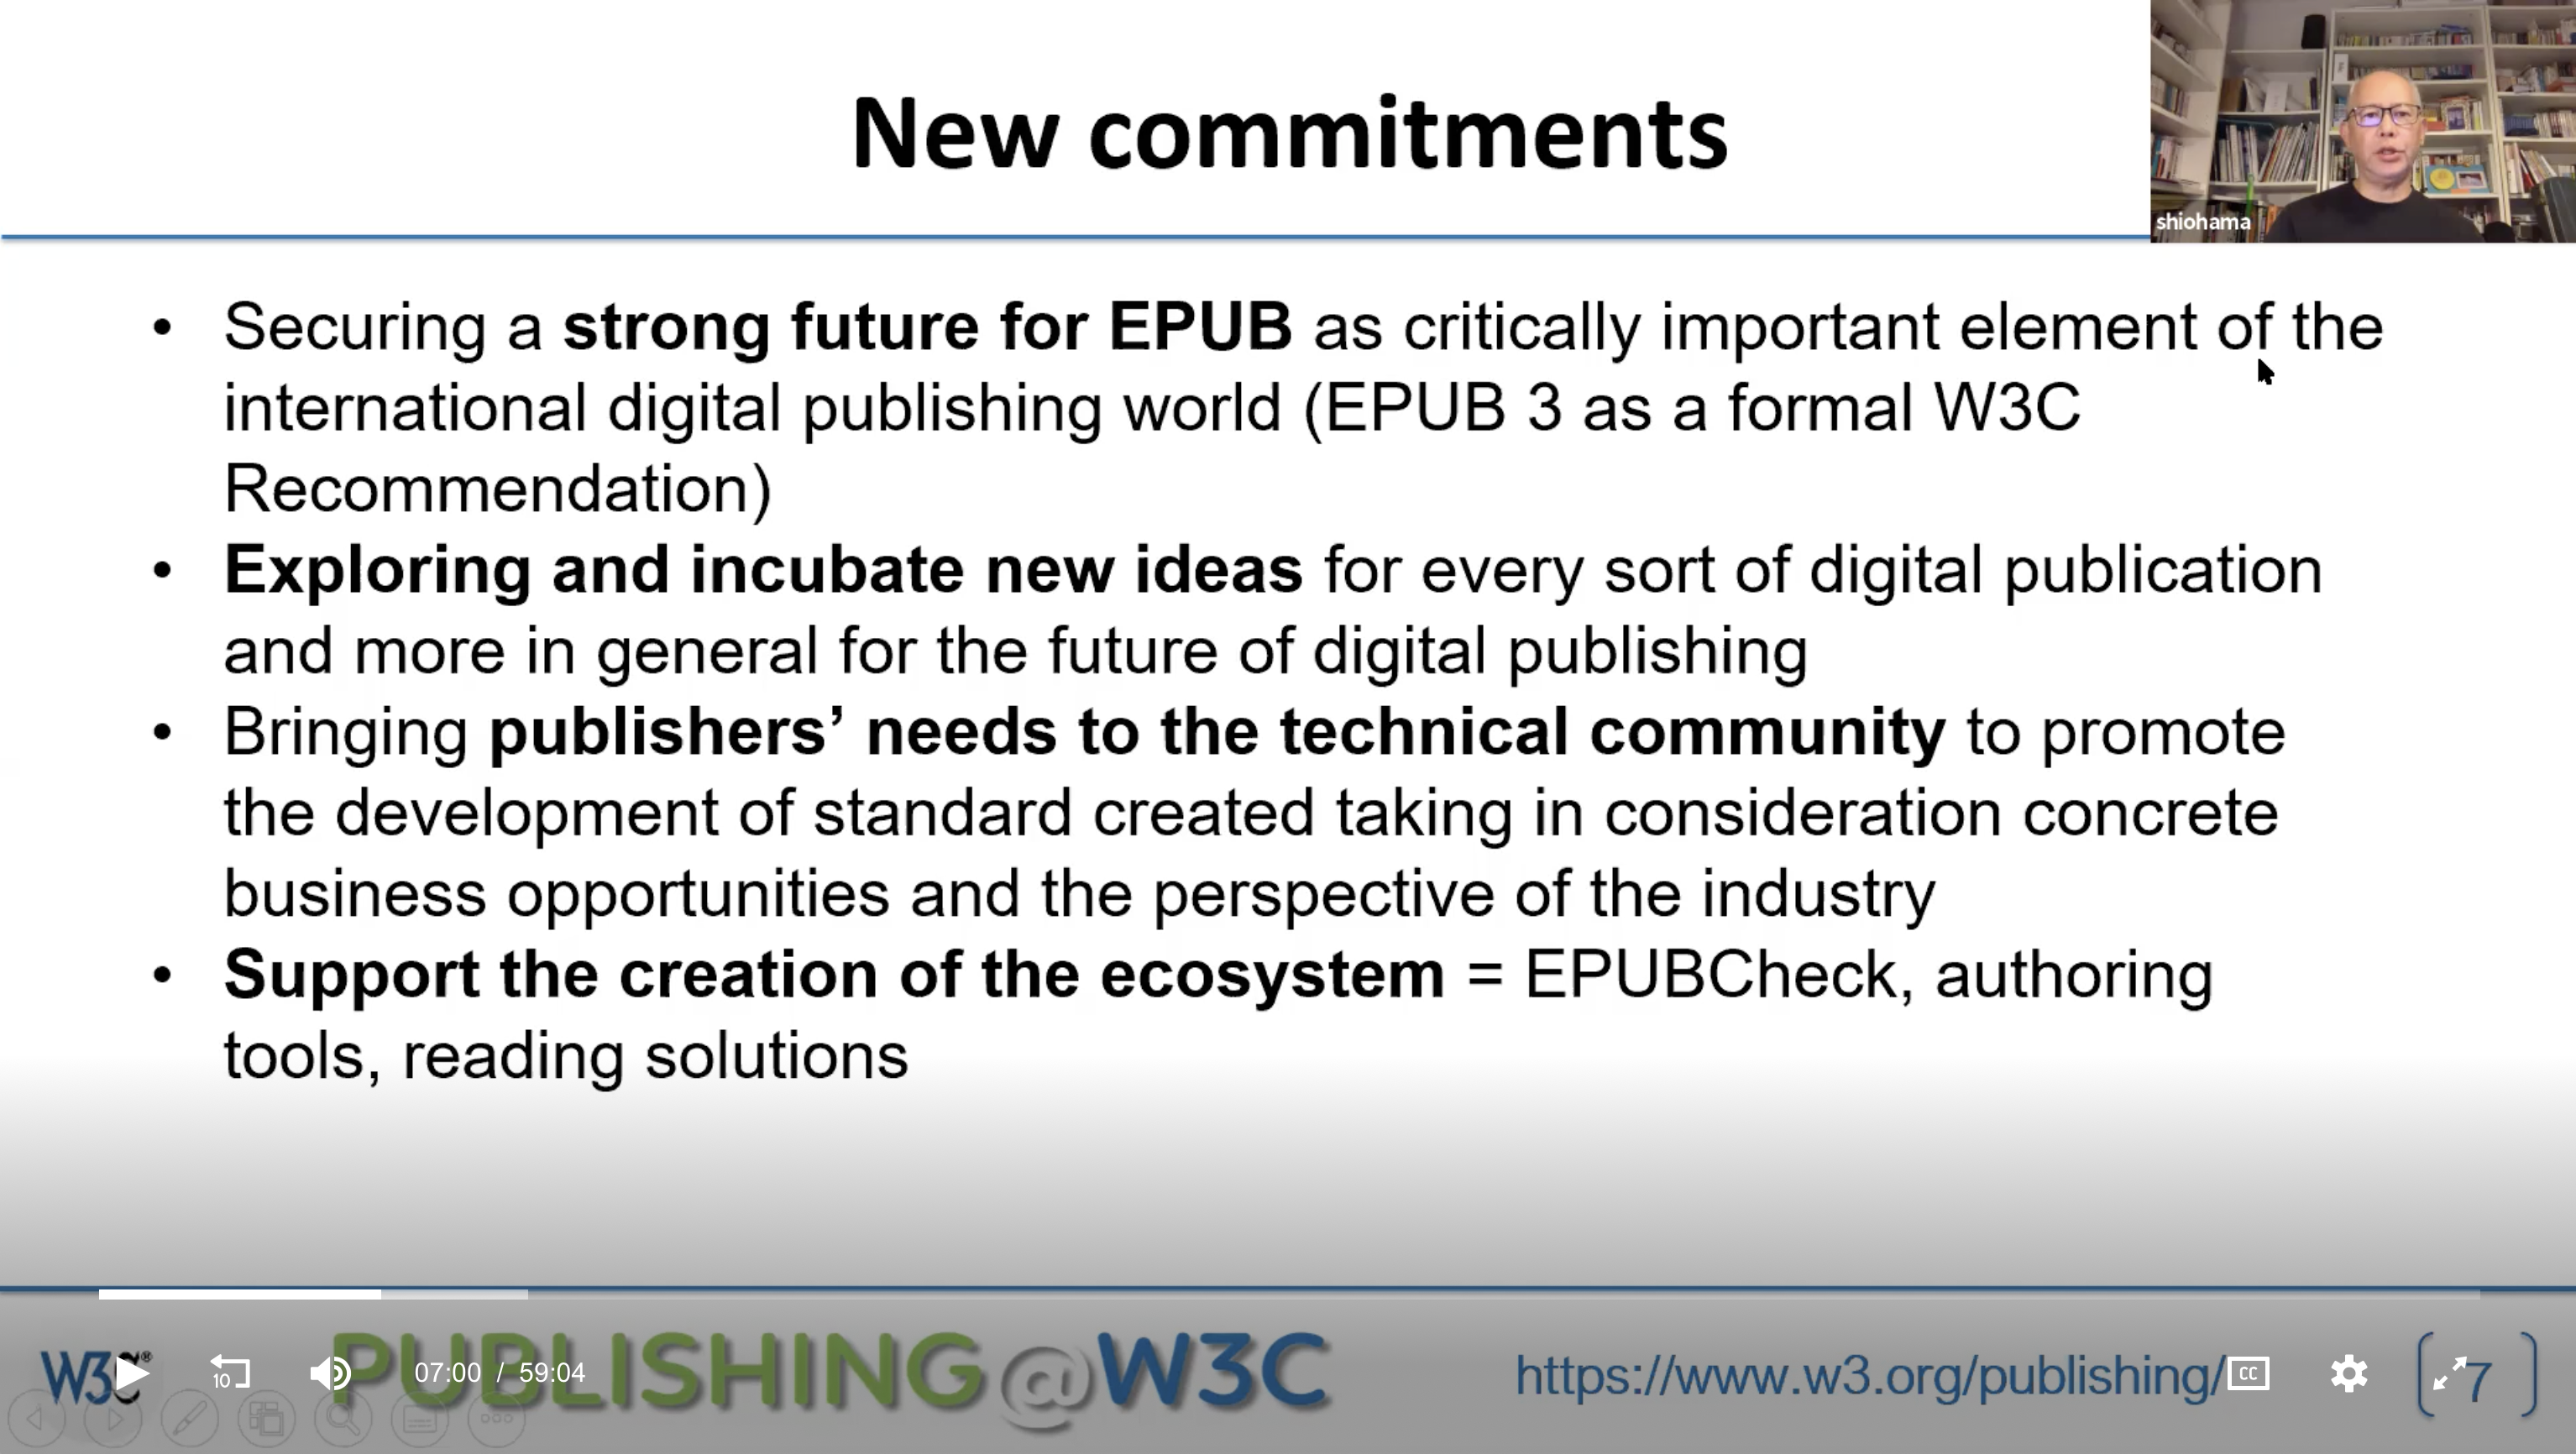 New commitments
shiohama
• Securing a strong future for EPUB as critically important element of the
international digital publishing world (EPUB 3 as a formal W3C
Recommendation)
• Exploring and incubate new ideas for every sort of digital publication
and more in general for the future of digital publishing
• Bringing publishers’ needs to the technical community to promote
the development of standard created taking in consideration concrete
business opportunities and the perspective of the industry
• Support the creation of the ecosystem = EPUBCheck, authoring
tools, reading solutions
W3C®
10
07:00 / 59:04
PUBLISHING@W3C
https://www.w3.org/publishing/
CC
7